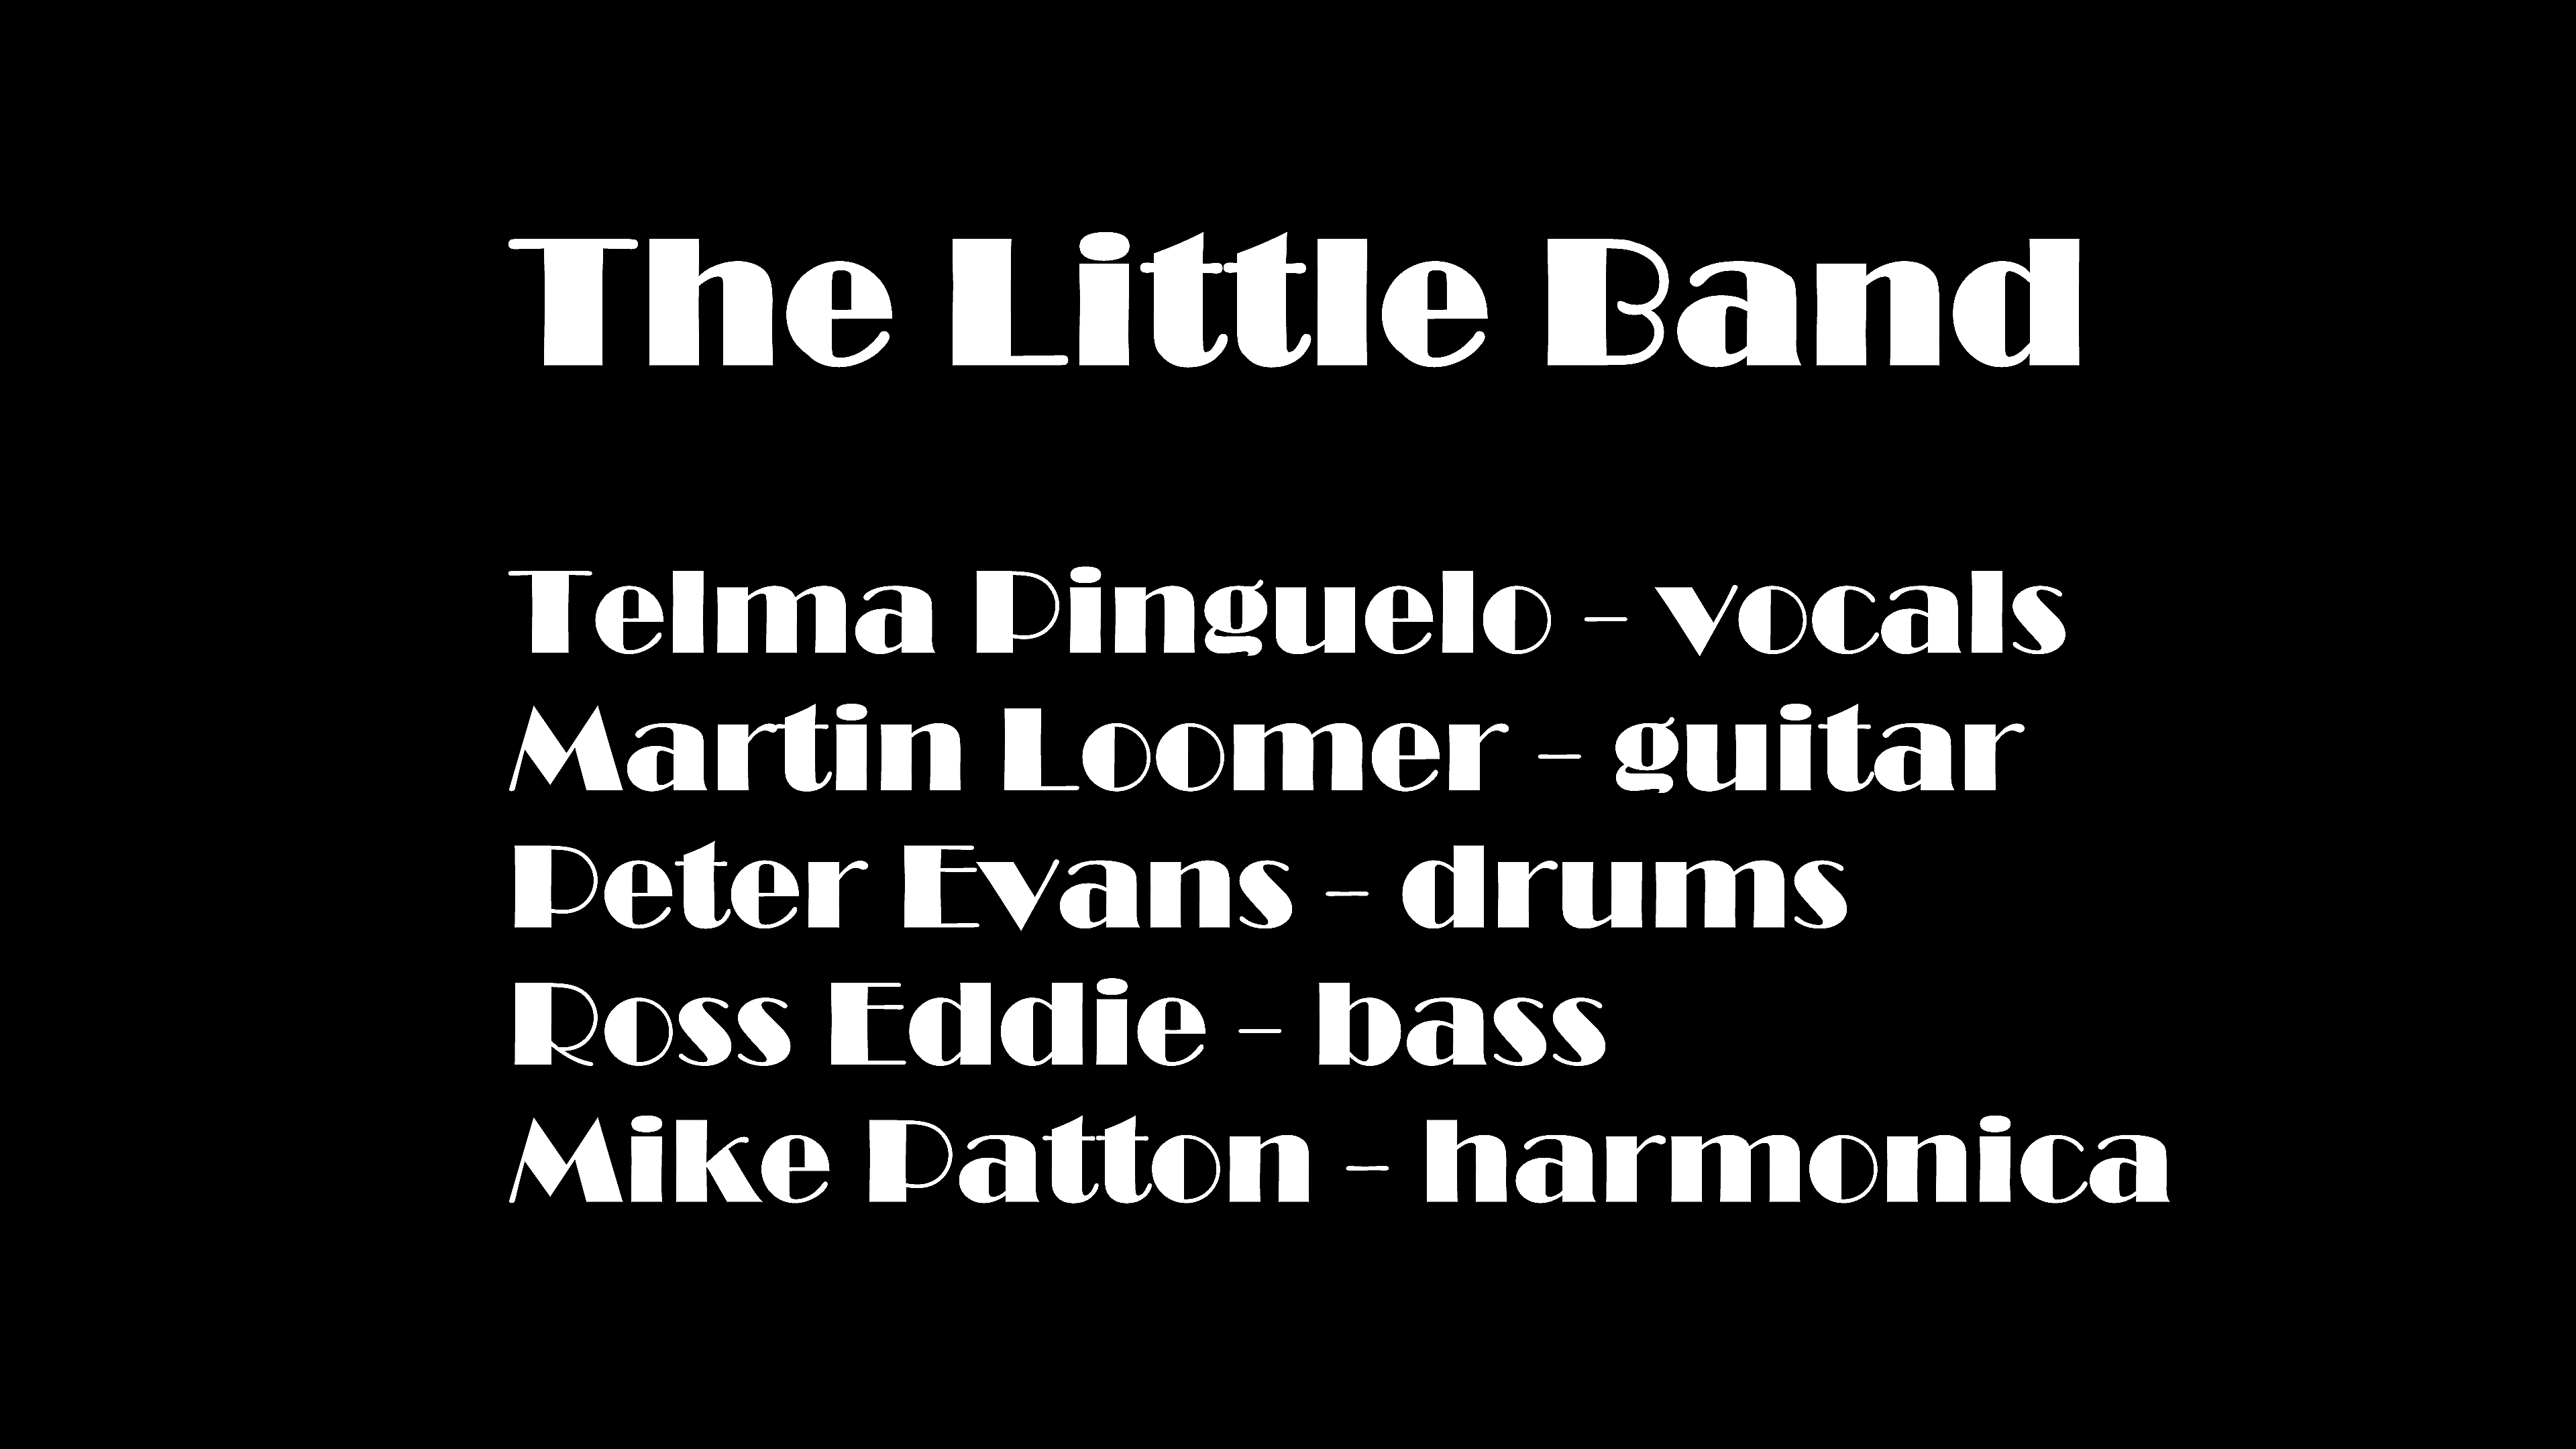 The Little Band
Telma Pinguelo - vocals
Martin Loomer - guitar
Peter Evans - drums
Ross Eddie - bass
Mike Patton - harmonica